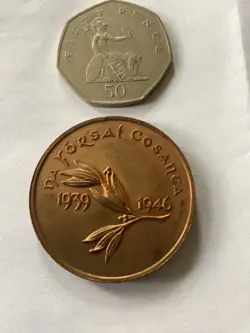 FIFTY PENCE
50
na fórsaí cosanta
1939 1946